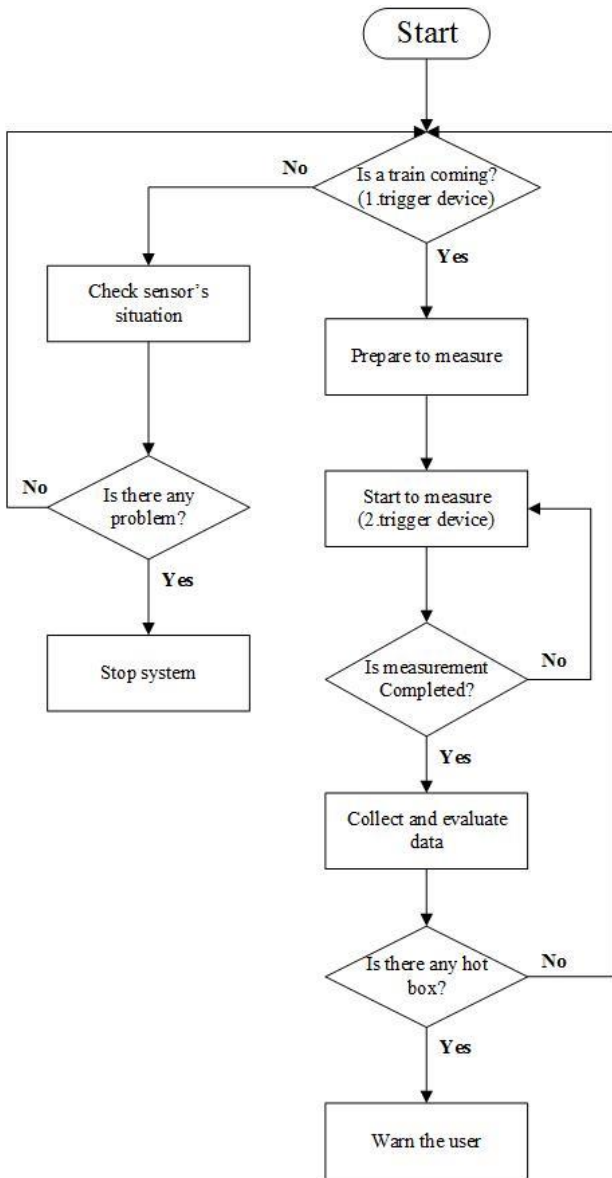 Start
Is a train coming?
(1.trigger device)
No
Yes
Check sensor's
situation
Prepare to measure
No
Is there any
problem?
Yes
Stop system
Start to measure
(2.trigger device)
Is measurement
Completed?
No
Yes
Collect and evaluate
data
Is there any hot
box?
No
Yes
Warn the user